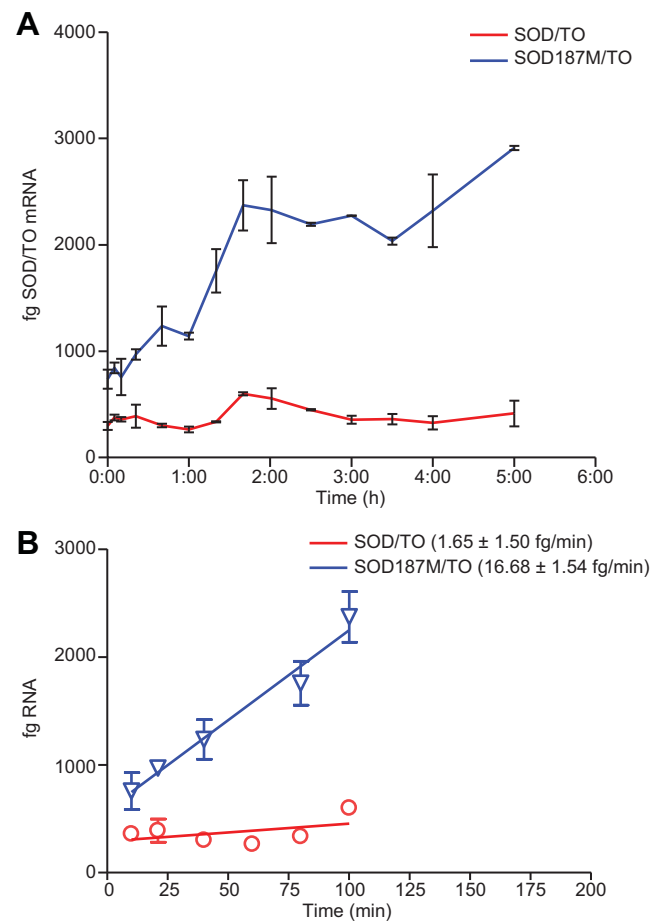 A
4000
SOD/TO
SOD187M/TO
3000
fg SOD/TO mRNA
2000
1000
0
0:00 1:00 2:00 3:00 4:00 5:00 6:00
Time (h)
B
3000
SOD/TO (1.65 ± 1.50 fg/min)
SOD187M/TO (16.68 ± 1.54 fg/min)
2000
fg RNA
1000
0
0 25 50 75 100 125 150 175 200
Time (min)